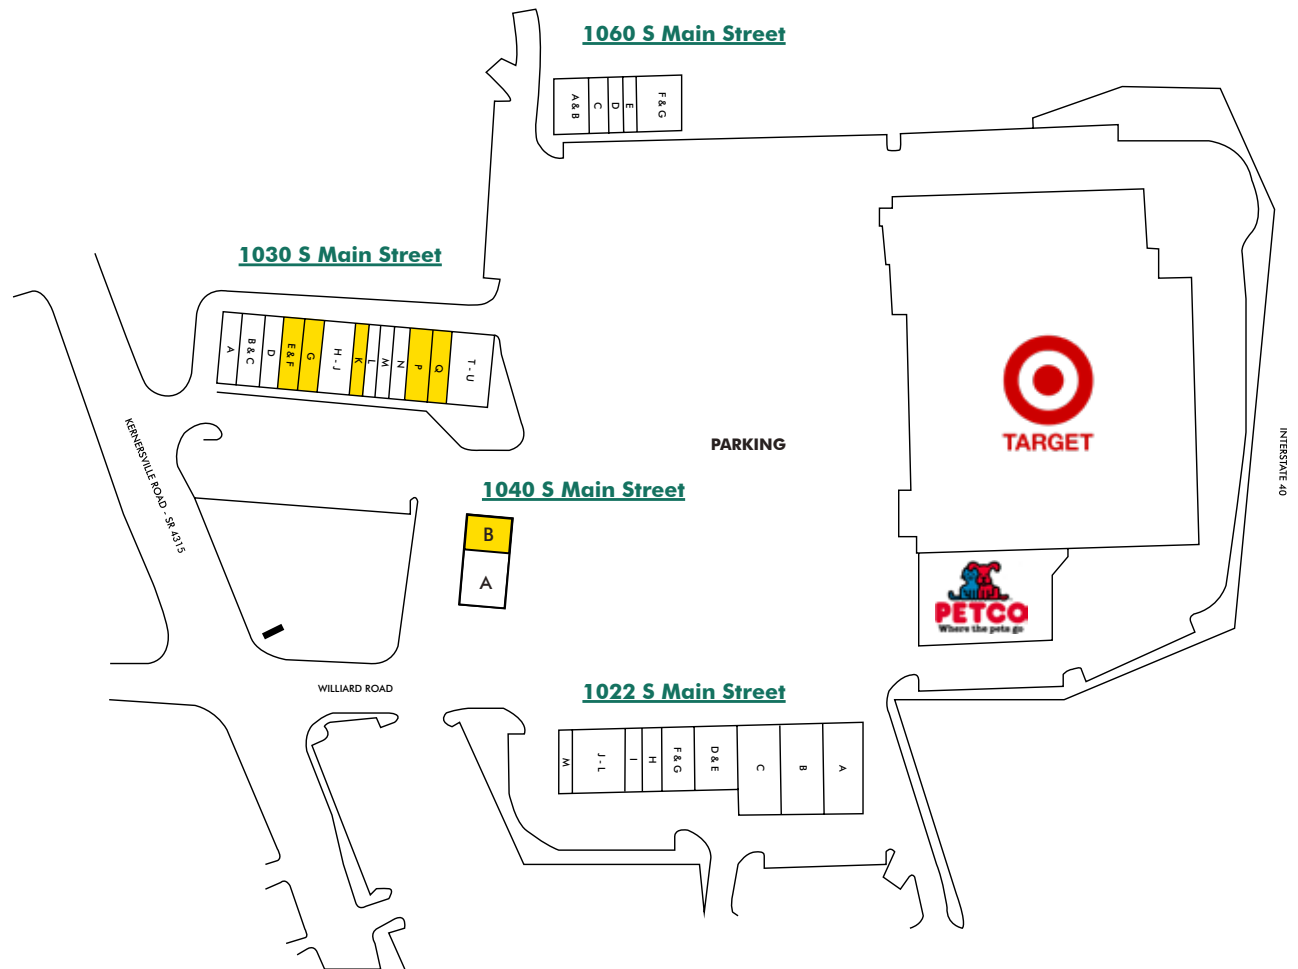 1060 S Main Street
A & B
C
D
E
F & G
1030 S Main Street
A
B & C
D
E & F
G
H - J
K
L
M
N
P
Q
T - U
TARGET
PARKING
INTERSTATE 40
KERNERSVILLE ROAD - SR 4315
1040 S Main Street
B
A
PETCO
Where the pets go
WILLIARD ROAD
1022 S Main Street
M
J - L
I
H
F & G
D & E
C
B
A